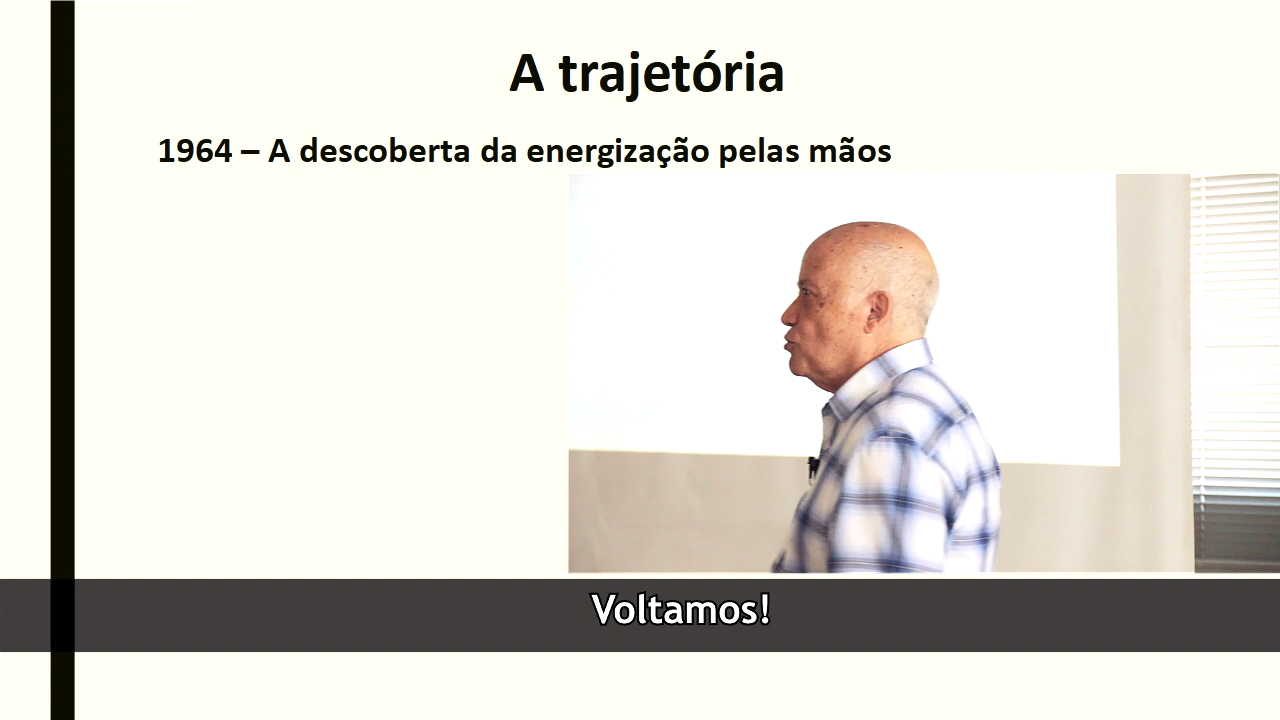 A trajetória
1964 – A descoberta da energização pelas mãos
Voltamos!